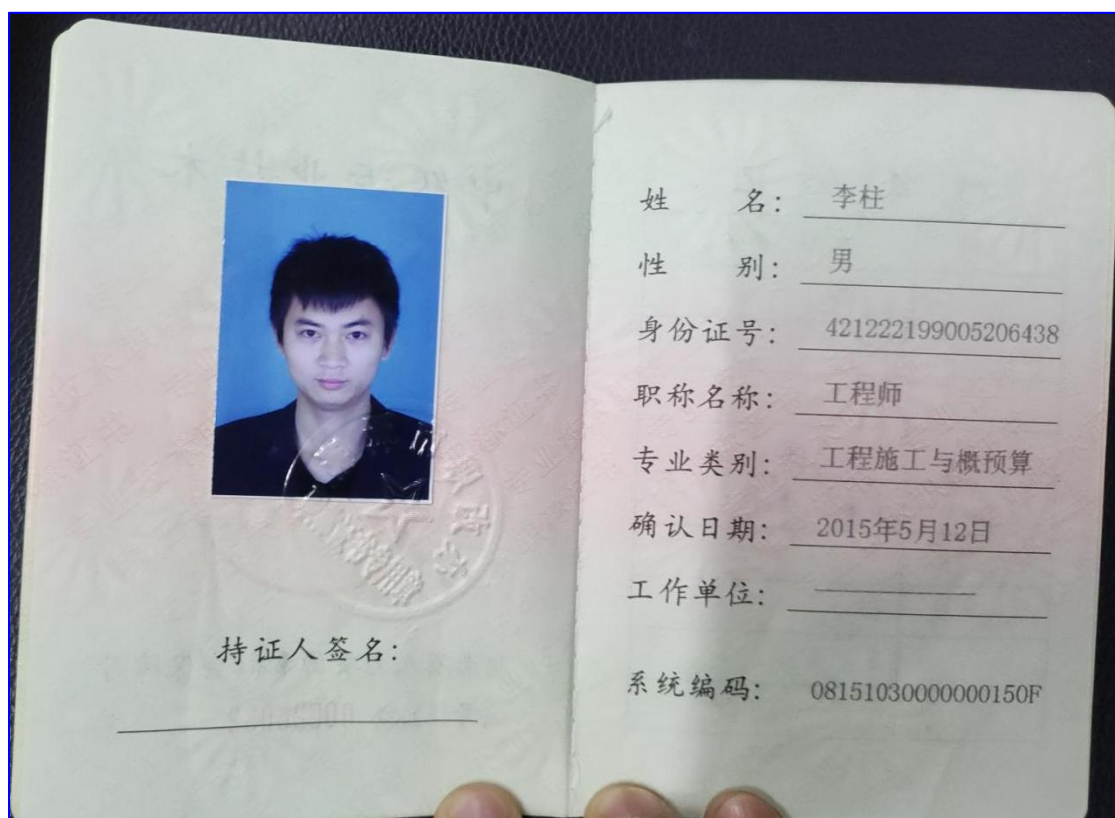 持证人签名：
姓 名： 李柱
性 别： 男
身份证号： 421222199005206438
职称名称： 工程师
专业类别： 工程施工与概预算
确认日期： 2015年5月12日
工作单位： ————
系统编码： 08151030000000150F